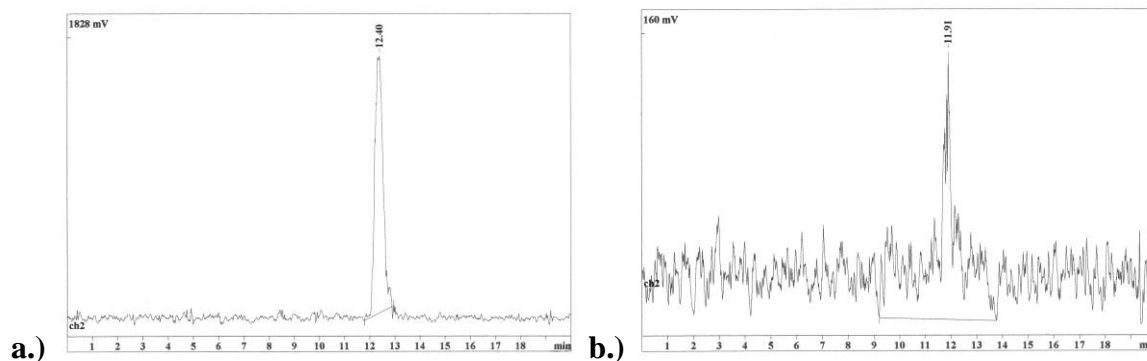 1828 mV
-12.40
ch2
1 2 3 4 5 6 7 8 9 10 11 12 13 14 15 16 17 18 min
a.)
160 mV
-11.91
ch2
1 2 3 4 5 6 7 8 9 10 11 12 13 14 15 16 17 18 m
b.)